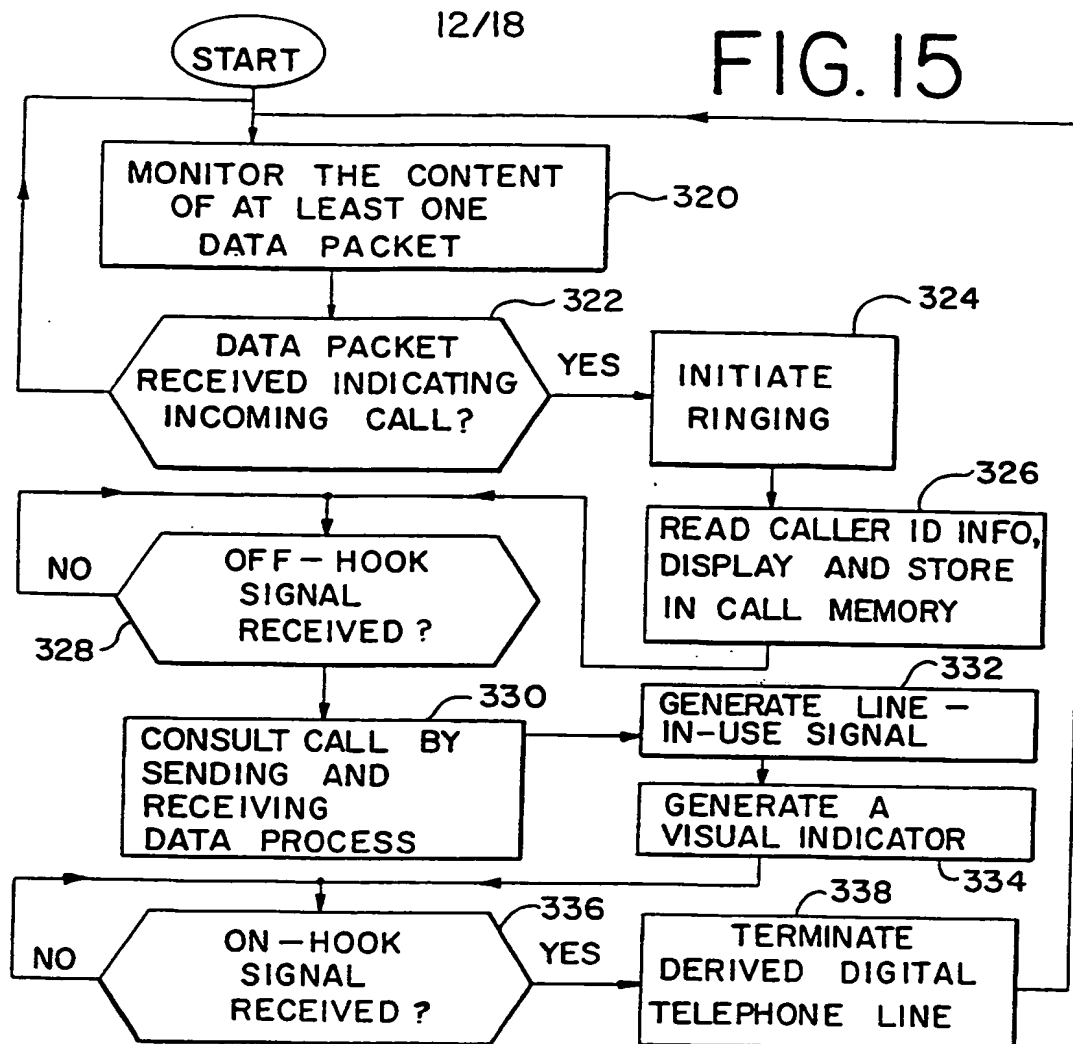 12/18
FIG. 15
START
MONITOR THE CONTENT
OF AT LEAST ONE
DATA PACKET
320
322
DATA PACKET
RECEIVED INDICATING
INCOMING CALL?
YES
324
INITIATE
RINGING
326
READ CALLER ID INFO,
DISPLAY AND STORE
IN CALL MEMORY
NO
OFF-HOOK
SIGNAL
RECEIVED?
328
330
CONSULT CALL BY
SENDING AND
RECEIVING
DATA PROCESS
332
GENERATE LINE-
IN-USE SIGNAL
GENERATE A
VISUAL INDICATOR
334
336
NO
ON-HOOK
SIGNAL
RECEIVED?
YES
338
TERMINATE
DERIVED DIGITAL
TELEPHONE LINE